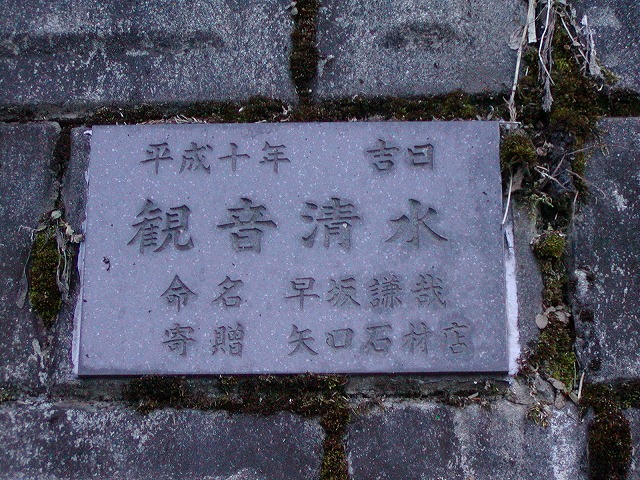 平成十年 吉日
観音清水
命名 早坂謙哉
寄贈 矢口石材店